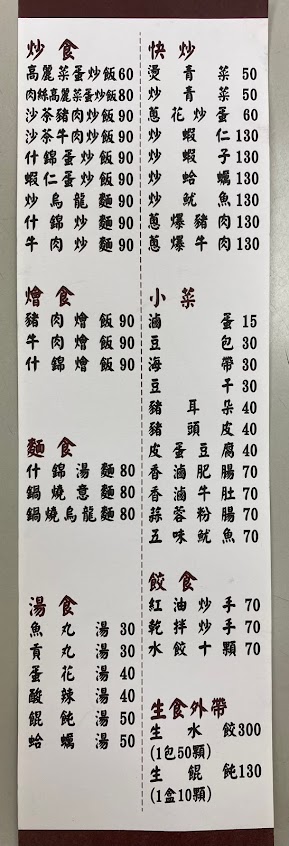 炒食
高麗菜蛋炒飯60
肉絲高麗菜蛋炒飯80
沙茶豬肉炒飯90
沙茶牛肉炒飯90
什錦蛋炒飯90
蝦仁蛋炒飯90
炒烏龍麵90
什錦炒麵90
牛肉炒麵90
燴食
豬肉燴飯90
牛肉燴飯90
什錦燴飯90
麵食
什錦湯麵80
鍋燒意麵80
鍋燒烏龍麵80
湯食
魚丸湯30
貢丸湯30
蛋花湯40
酸辣湯40
餛飩湯50
蛤蠣湯50
快炒
燙青菜50
炒青菜50
蔥花炒蛋60
炒蝦仁130
炒蝦子130
炒蛤蠣130
炒魷魚130
蔥爆豬肉130
蔥爆牛肉130
小菜
滷蛋15
豆包30
海帶30
豆干30
豬耳朵40
豬頭皮40
皮蛋豆腐40
香滷肥腸70
香滷牛肚70
蒜蓉粉腸70
五味魷魚70
餃食
紅油炒手70
乾拌炒手70
水餃十顆70
生食外帶
生水餃300
(1包50顆)
生餛飩130
(1盒10顆)